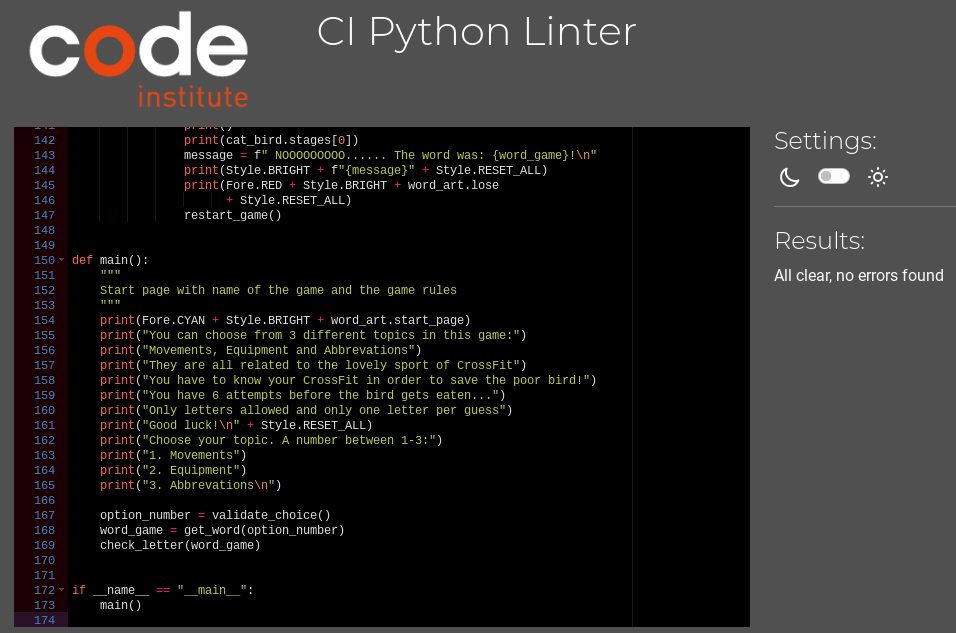 code
institute
CI Python Linter
141 print()
142 print(cat_bird.stages[0])
143 message = f" NOOOOOOOOO...... The word was: {word_game}!\n"
144 print(Style.BRIGHT + f"{message}" + Style.RESET_ALL)
145 print(Fore.RED + Style.BRIGHT + word_art.lose
146 + Style.RESET_ALL)
147 restart_game()
148
149
150 def main():
151 """
152 Start page with name of the game and the game rules
153 """
154 print(Fore.CYAN + Style.BRIGHT + word_art.start_page)
155 print("You can choose from 3 different topics in this game:")
156 print("Movements, Equipment and Abbrevations")
157 print("They are all related to the lovely sport of CrossFit")
158 print("You have to know your CrossFit in order to save the poor bird!")
159 print("You have 6 attempts before the bird gets eaten...")
160 print("Only letters allowed and only one letter per guess")
161 print("Good luck!\n" + Style.RESET_ALL)
162 print("Choose your topic. A number between 1-3:")
163 print("1. Movements")
164 print("2. Equipment")
165 print("3. Abbrevations\n")
166
167 option_number = validate_choice()
168 word_game = get_word(option_number)
169 check_letter(word_game)
170
171
172 if __name__ == "__main__":
173 main()
174
Settings:
Results:
All clear, no errors found